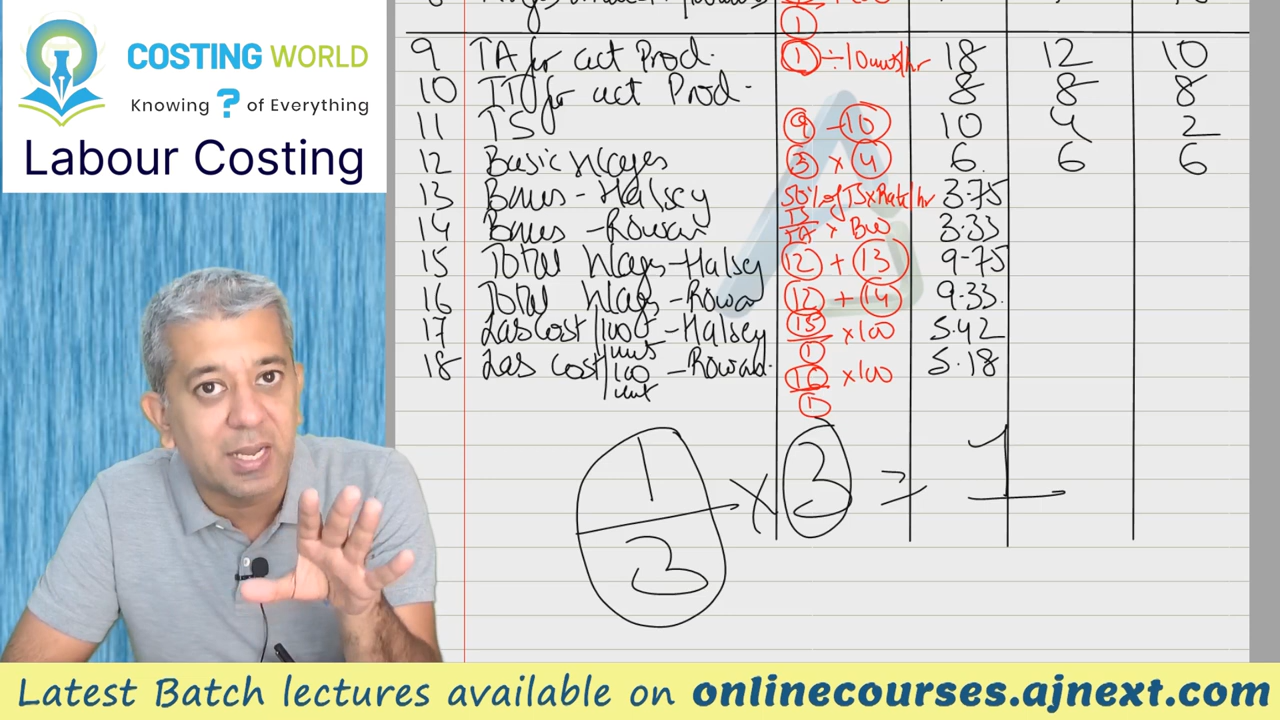 COSTING WORLD
Knowing ? of Everything
Labour Costing
9 TA for act Prod. ① ÷10units/hr 18 12 10
10 TT for act Prod- 8 8 8
11 TS ⑨ - ⑩ 10 4 2
12 Basic Wages ③ × ④ 6 6 6
13 Bonus - Halsey 50% of TS x Rate/hr 3.75
14 Bonus - Rowan TS/TA × BW 3.33
15 Total Wages - Halsey ⑫ + ⑬ 9-75
16 Total Wages - Rowan ⑫ + ⑭ 9.33
17 Lab Cost/100 units - Halsey ⑮/① ×100 5.42
18 Lab cost/100 unit - Rowan ⑯/① ×100 5.18
1/3 × 3 = 1
Latest Batch lectures available on onlinecourses.ajnext.com